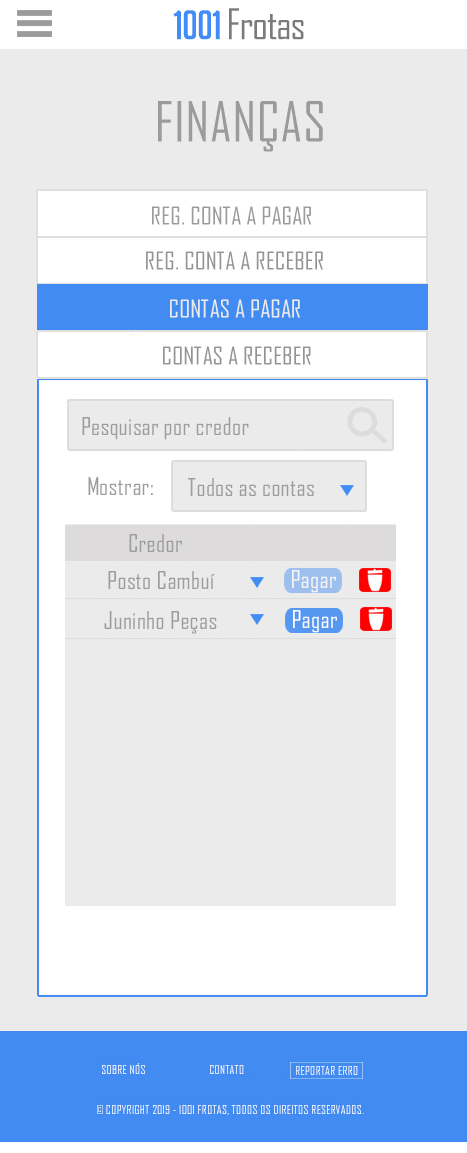 1001 Frotas
FINANÇAS
REG. CONTA A PAGAR
REG. CONTA A RECEBER
CONTAS A PAGAR
CONTAS A RECEBER
Pesquisar por credor
Mostrar: Todos as contas
Credor
Posto Cambuí Pagar
Juninho Peças Pagar
SOBRE NÓS CONTATO REPORTAR ERRO
© COPYRIGHT 2019 - 1001 FROTAS, TODOS OS DIREITOS RESERVADOS.